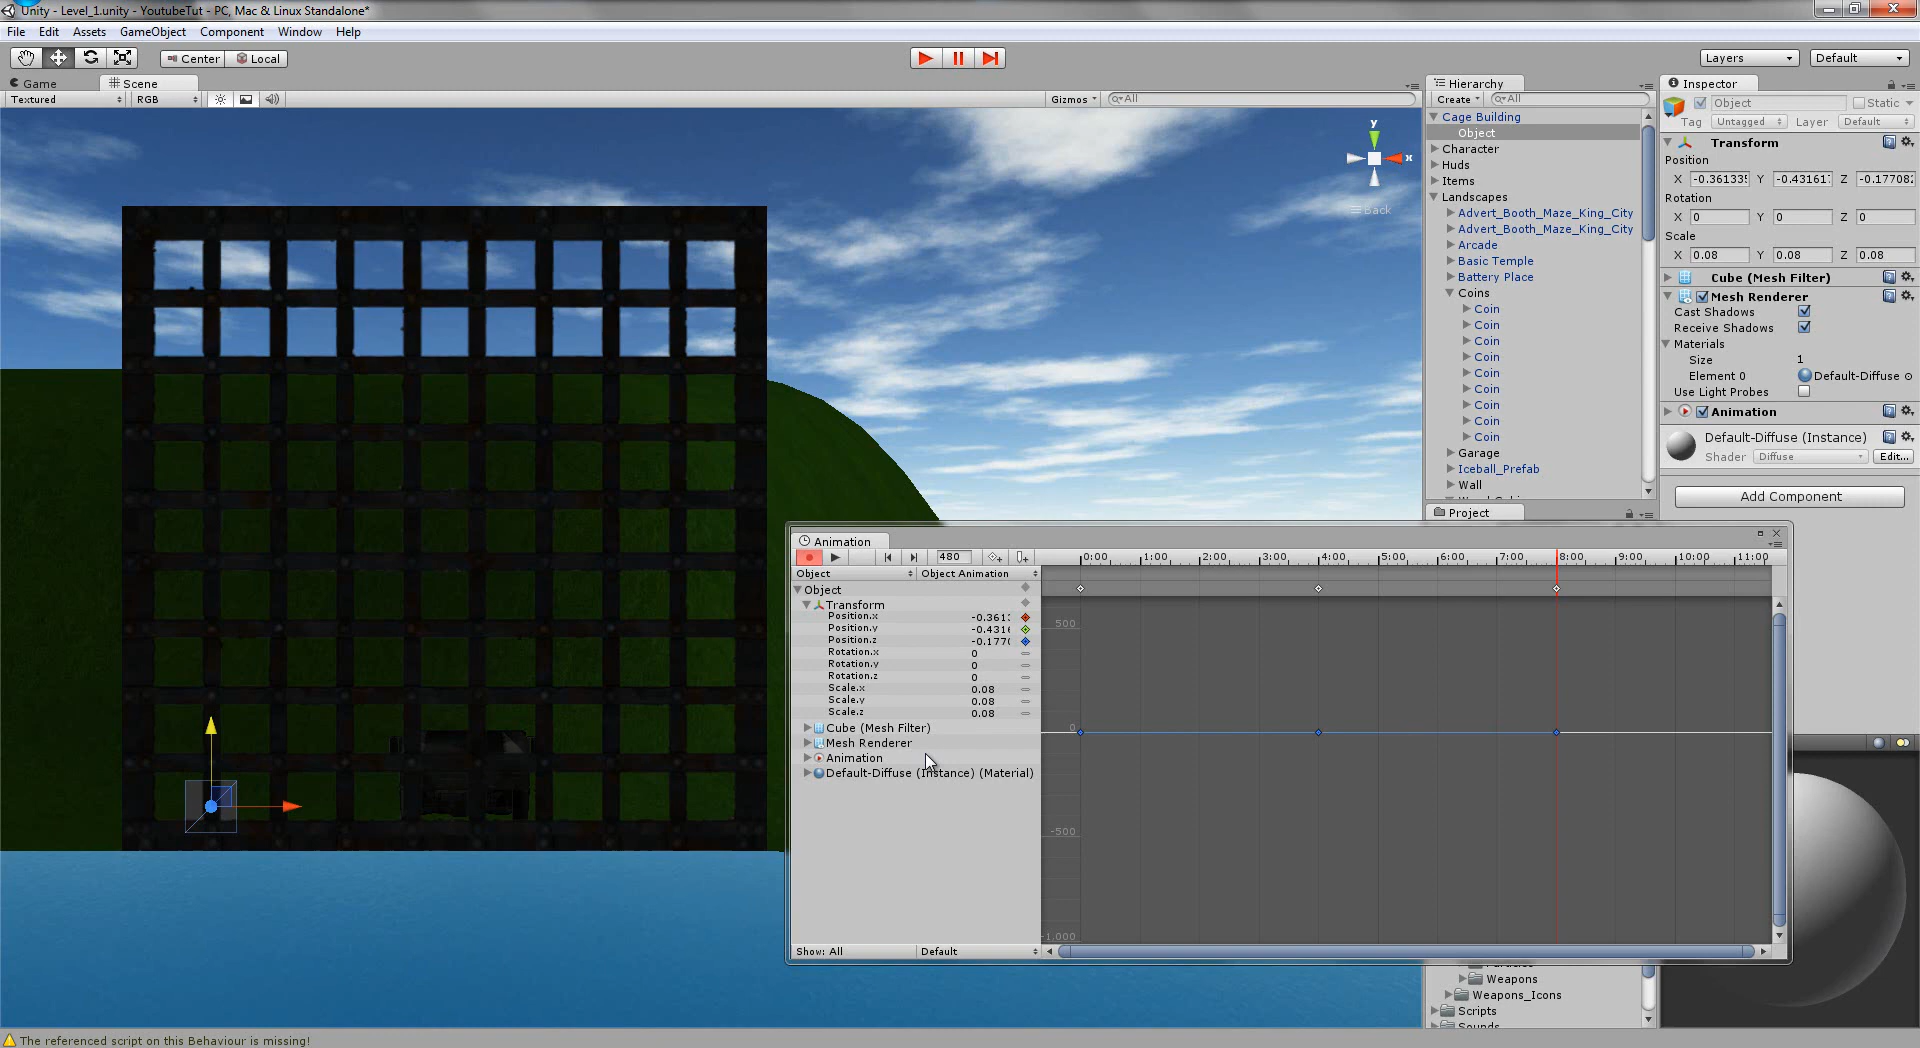 Unity - Level_1.unity - YoutubeTut - PC, Mac & Linux Standalone*
File Edit Assets GameObject Component Window Help
Center Local
Layers Default
Game Scene
Textured RGB Gizmos All
y
x
Back
Hierarchy
Create All
Cage Building
Object
Character
Huds
Items
Landscapes
Advert_Booth_Maze_King_City
Advert_Booth_Maze_King_City
Arcade
Basic Temple
Battery Place
Coins
Coin
Coin
Coin
Coin
Coin
Coin
Coin
Coin
Coin
Garage
Iceball_Prefab
Wall
Project
Inspector
Object Static
Tag Untagged Layer Default
Transform
Position
X -0.361335 Y -0.43161 Z -0.177082
Rotation
X 0 Y 0 Z 0
Scale
X 0.08 Y 0.08 Z 0.08
Cube (Mesh Filter)
Mesh Renderer
Cast Shadows
Receive Shadows
Materials
Size 1
Element 0 Default-Diffuse
Use Light Probes
Animation
Default-Diffuse (Instance)
Shader Diffuse Edit...
Add Component
Animation
480 0:00 1:00 2:00 3:00 4:00 5:00 6:00 7:00 8:00 9:00 10:00 11:00
Object Object Animation
Object
Transform
Position.x -0.361
Position.y -0.431
Position.z -0.177
Rotation.x 0
Rotation.y 0
Rotation.z 0
Scale.x 0.08
Scale.y 0.08
Scale.z 0.08
Cube (Mesh Filter)
Mesh Renderer
Animation
Default-Diffuse (Instance) (Material)
500
0
-500
-1,000
Show: All Default
Weapons
Weapons_Icons
Scripts
Sounds
The referenced script on this Behaviour is missing!